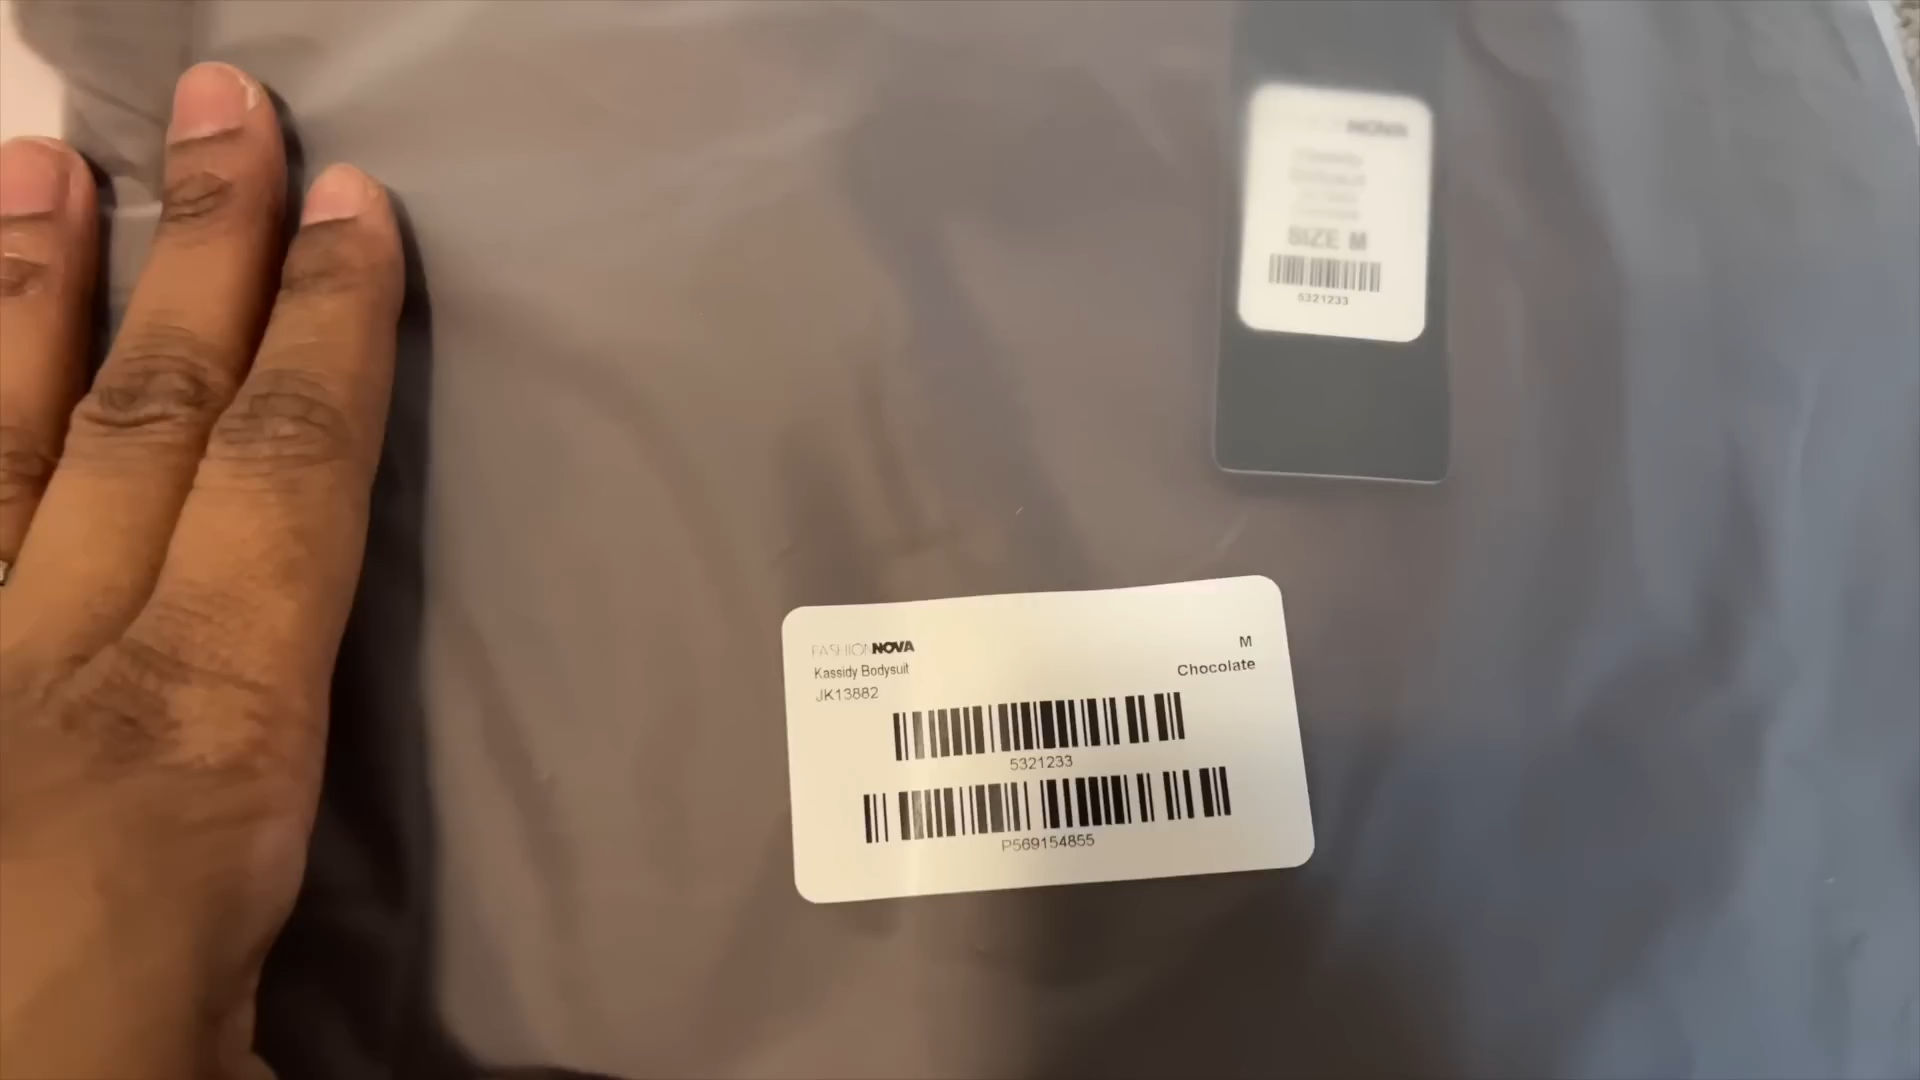 NOVA
SIZE M
5321233
FASHIONNOVA
M
Kassidy Bodysuit
Chocolate
JK13882
5321233
P569154855